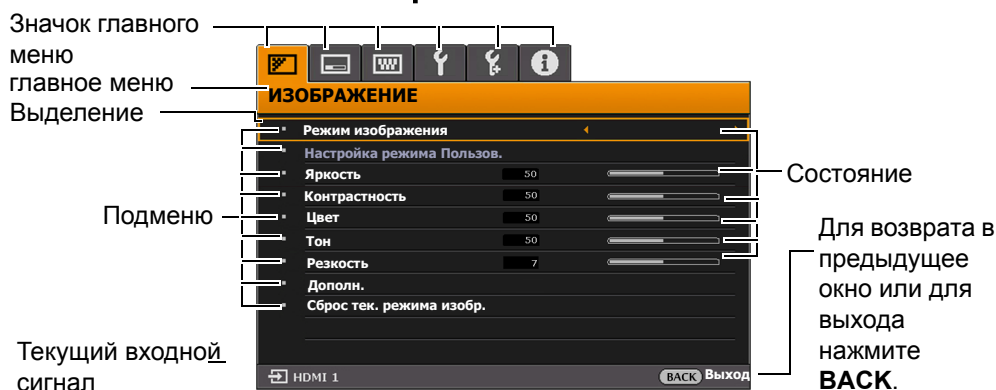 Значок главного
меню
главное меню
Выделение
ИЗОБРАЖЕНИЕ
Режим изображения
Настройка режима Пользов.
Яркость 50
Контрастность 50
Цвет 50
Тон 50
Резкость 7
Дополн.
Сброс тек. режима изобр.
Подменю
Состояние
Для возврата в
предыдущее
окно или для
выхода
нажмите
BACK.
Текущий входной
сигнал
HDMI 1
BACK Выход